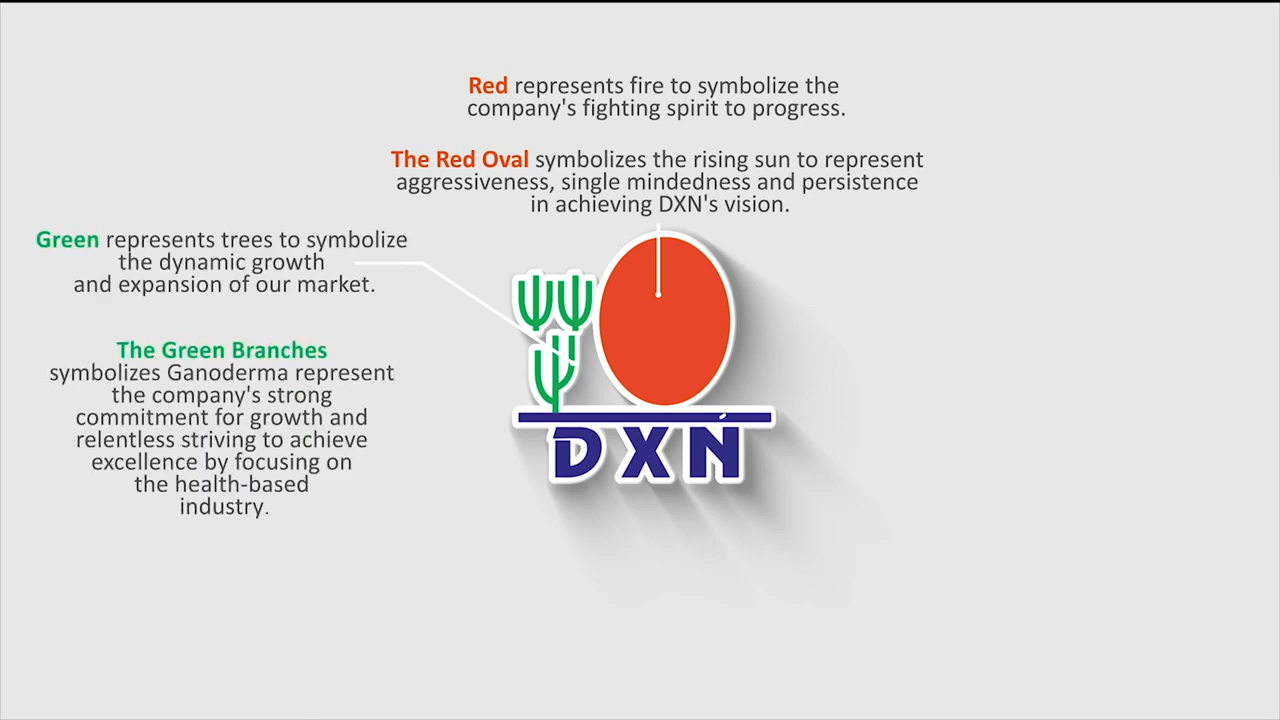 Red represents fire to symbolize the
company's fighting spirit to progress.
The Red Oval symbolizes the rising sun to represent
aggressiveness, single mindedness and persistence
in achieving DXN's vision.
Green represents trees to symbolize
the dynamic growth
and expansion of our market.
The Green Branches
symbolizes Ganoderma represent
the company's strong
commitment for growth and
relentless striving to achieve
excellence by focusing on
the health-based
industry.
DXN